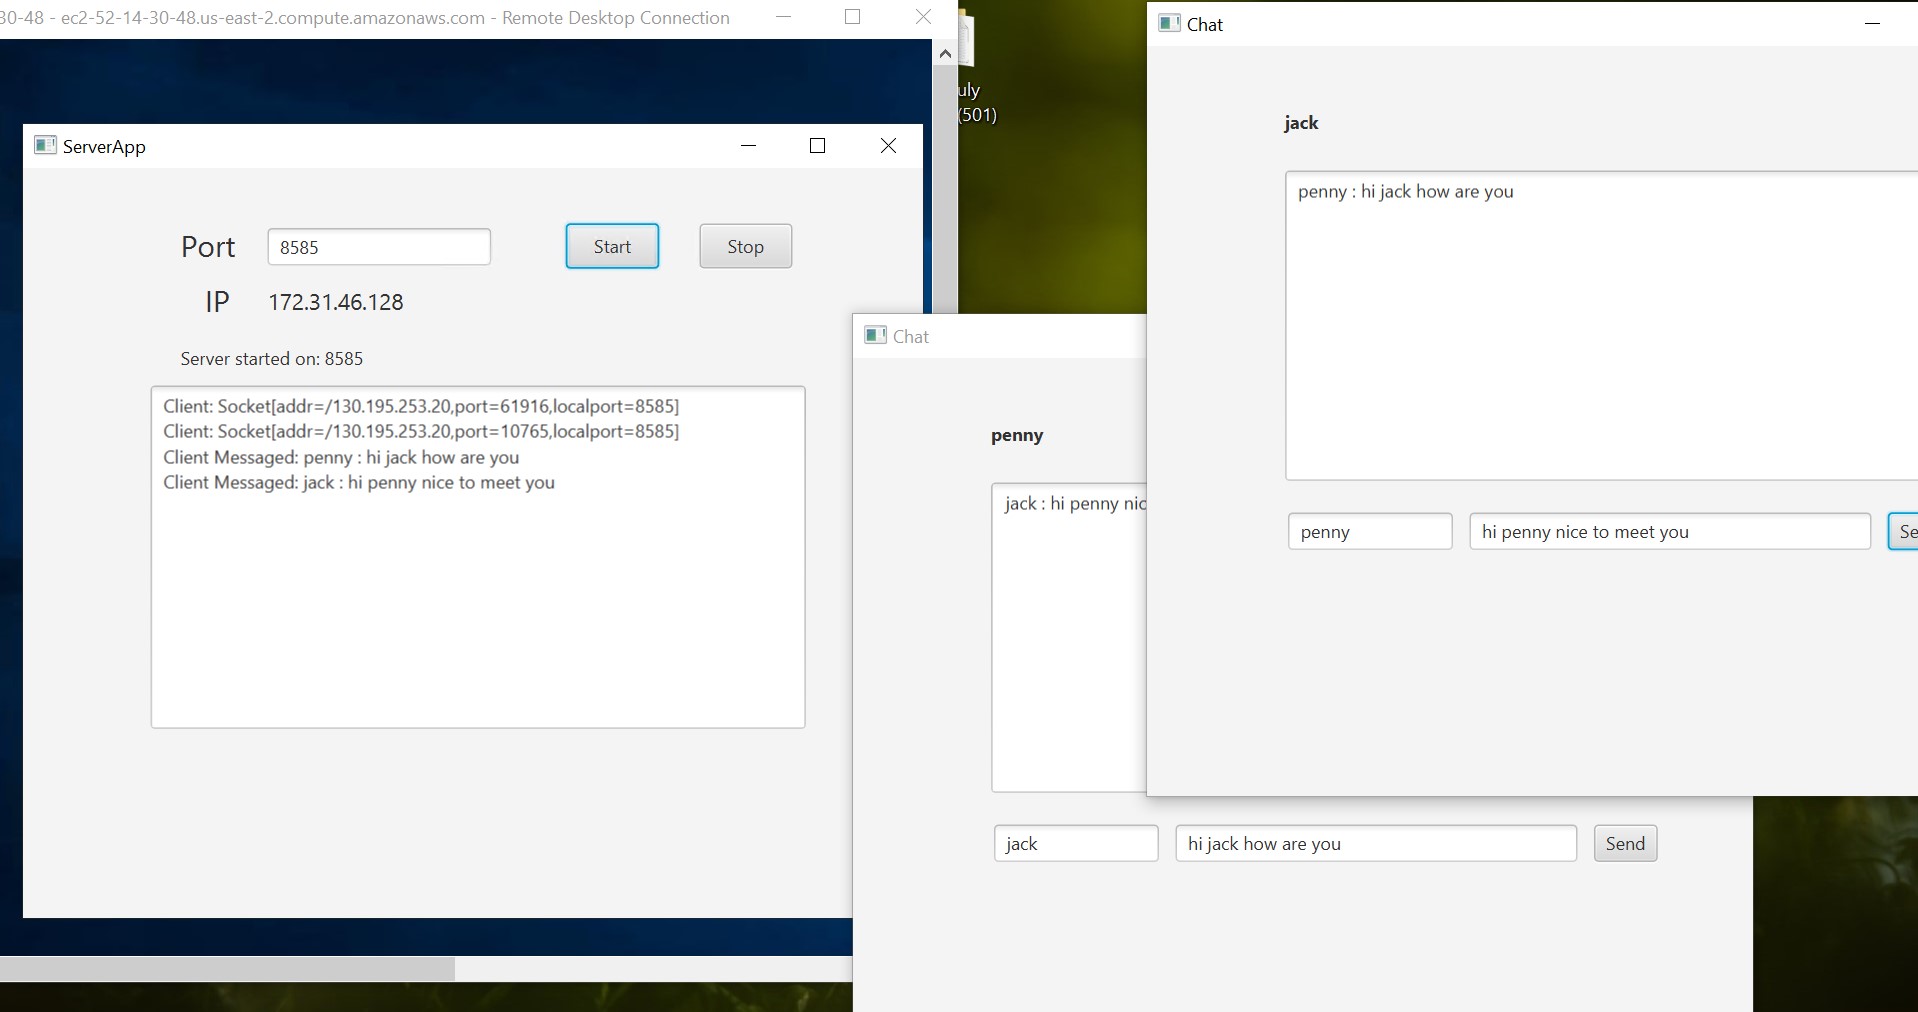 30-48 - ec2-52-14-30-48.us-east-2.compute.amazonaws.com - Remote Desktop Connection
ServerApp
Port 8585 Start Stop
IP 172.31.46.128
Server started on: 8585
Client: Socket[addr=/130.195.253.20,port=61916,localport=8585]
Client: Socket[addr=/130.195.253.20,port=10765,localport=8585]
Client Messaged: penny : hi jack how are you
Client Messaged: jack : hi penny nice to meet you
uly
(501)
Chat
penny
jack : hi penny nic
jack hi jack how are you Send
Chat
jack
penny : hi jack how are you
penny hi penny nice to meet you Se